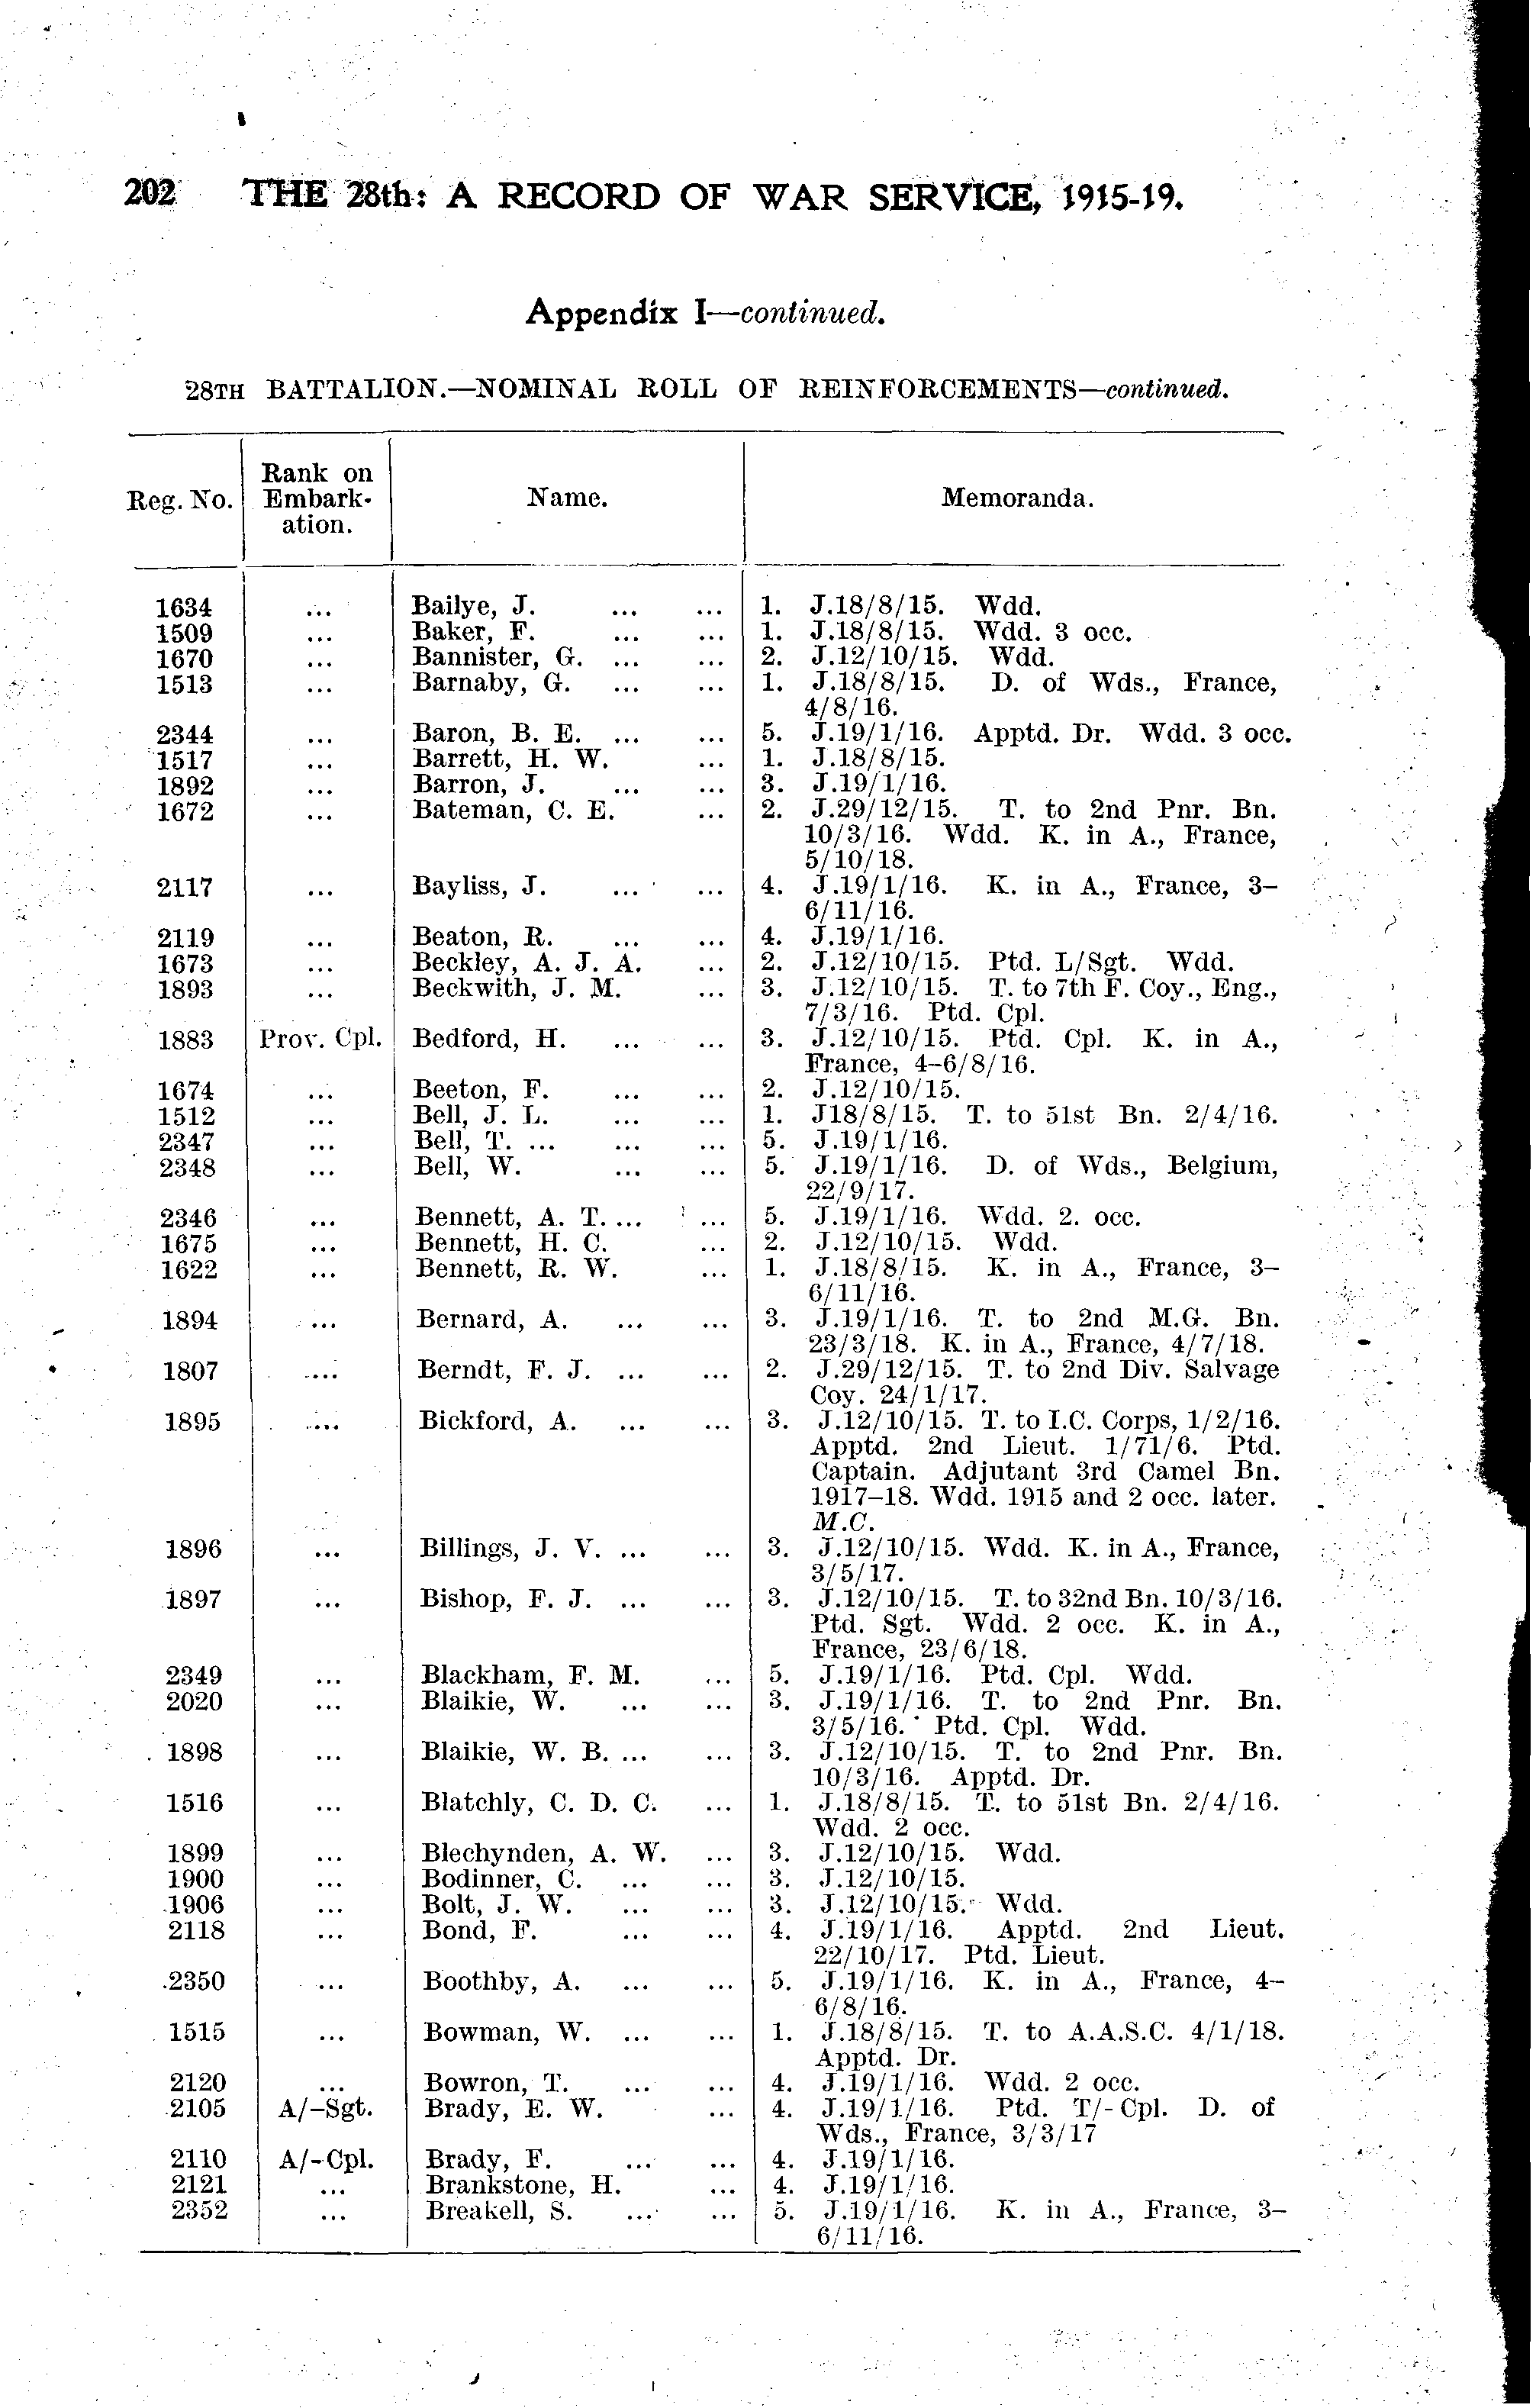 202 THE 28th: A RECORD OF WAR SERVICE, 1915-19.
Appendix I—continued.
28TH BATTALION.—NOMINAL ROLL OF REINFORCEMENTS—continued.
Reg. No. Rank on Embark- ation. Name. Memoranda.
1634 ... Bailye, J. ... ... 1. J.18/8/15. Wdd.
1509 ... Baker, F. ... ... 1. J.18/8/15. Wdd. 3 occ.
1670 ... Bannister, G. ... ... 2. J.12/10/15. Wdd.
1513 ... Barnaby, G. ... ... 1. J.18/8/15. D. of Wds., France,
4/8/16.
2344 ... Baron, B. E. ... ... 5. J.19/1/16. Apptd. Dr. Wdd. 3 occ.
1517 ... Barrett, H. W. ... 1. J.18/8/15.
1892 ... Barron, J. ... ... 3. J.19/1/16.
1672 ... Bateman, C. E. ... 2. J.29/12/15. T. to 2nd Pnr. Bn.
10/3/16. Wdd. K. in A., France,
5/10/18.
2117 ... Bayliss, J. ... ... 4. J.19/1/16. K. in A., France, 3–
6/11/16.
2119 ... Beaton, R. ... ... 4. J.19/1/16.
1673 ... Beckley, A. J. A. ... 2. J.12/10/15. Ptd. L/Sgt. Wdd.
1893 ... Beckwith, J. M. ... 3. J.12/10/15. T. to 7th F. Coy., Eng.,
7/3/16. Ptd. Cpl.
1883 Prov. Cpl. Bedford, H. ... ... 3. J.12/10/15. Ptd. Cpl. K. in A.,
France, 4–6/8/16.
1674 ... Beeton, F. ... ... 2. J.12/10/15.
1512 ... Bell, J. L. ... ... 1. J18/8/15. T. to 51st Bn. 2/4/16.
2347 ... Bell, T. ... ... ... 5. J.19/1/16.
2348 ... Bell, W. ... ... 5. J.19/1/16. D. of Wds., Belgium,
22/9/17.
2346 ... Bennett, A. T. ... ... 5. J.19/1/16. Wdd. 2. occ.
1675 ... Bennett, H. C. ... 2. J.12/10/15. Wdd.
1622 ... Bennett, R. W. ... 1. J.18/8/15. K. in A., France, 3–
6/11/16.
1894 ... Bernard, A. ... ... 3. J.19/1/16. T. to 2nd M.G. Bn.
23/3/18. K. in A., France, 4/7/18.
1807 ... Berndt, F. J. ... ... 2. J.29/12/15. T. to 2nd Div. Salvage
Coy. 24/1/17.
1895 ... Bickford, A. ... ... 3. J.12/10/15. T. to I.C. Corps, 1/2/16.
Apptd. 2nd Lieut. 1/71/6. Ptd.
Captain. Adjutant 3rd Camel Bn.
1917–18. Wdd. 1915 and 2 occ. later.
M.C.
1896 ... Billings, J. V. ... ... 3. J.12/10/15. Wdd. K. in A., France,
3/5/17.
1897 ... Bishop, F. J. ... ... 3. J.12/10/15. T. to 32nd Bn. 10/3/16.
Ptd. Sgt. Wdd. 2 occ. K. in A.,
France, 23/6/18.
2349 ... Blackham, F. M. ... 5. J.19/1/16. Ptd. Cpl. Wdd.
2020 ... Blaikie, W. ... ... 3. J.19/1/16. T. to 2nd Pnr. Bn.
3/5/16. Ptd. Cpl. Wdd.
1898 ... Blaikie, W. B. ... ... 3. J.12/10/15. T. to 2nd Pnr. Bn.
10/3/16. Apptd. Dr.
1516 ... Blatchly, C. D. C. ... 1. J.18/8/15. T. to 51st Bn. 2/4/16.
Wdd. 2 occ.
1899 ... Blechynden, A. W. ... 3. J.12/10/15. Wdd.
1900 ... Bodinner, C. ... ... 3. J.12/10/15.
1906 ... Bolt, J. W. ... ... 3. J.12/10/15. Wdd.
2118 ... Bond, F. ... ... 4. J.19/1/16. Apptd. 2nd Lieut.
22/10/17. Ptd. Lieut.
2350 ... Boothby, A. ... ... 5. J.19/1/16. K. in A., France, 4–
6/8/16.
1515 ... Bowman, W. ... ... 1. J.18/8/15. T. to A.A.S.C. 4/1/18.
Apptd. Dr.
2120 ... Bowron, T. ... ... 4. J.19/1/16. Wdd. 2 occ.
2105 A/–Sgt. Brady, E. W. ... 4. J.19/1/16. Ptd. T/-Cpl. D. of
Wds., France, 3/3/17
2110 A/-Cpl. Brady, F. ... ... 4. J.19/1/16.
2121 ... Brankstone, H. ... 4. J.19/1/16.
2352 ... Breakell, S. ... ... 5. J.19/1/16. K. in A., France, 3–
6/11/16.